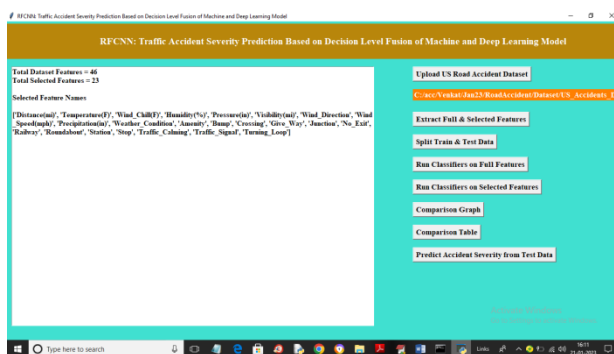 RFCNN: Traffic Accident Severity Prediction Based on Decision Level Fusion of Machine and Deep Learning Model
RFCNN: Traffic Accident Severity Prediction Based on Decision Level Fusion of Machine and Deep Learning Model
Total Dataset Features = 46
Total Selected Features = 23
Selected Feature Names
['Distance(mi)', 'Temperature(F)', 'Wind_Chill(F)', 'Humidity(%)', 'Pressure(in)', 'Visibility(mi)', 'Wind_Direction', 'Wind
_Speed(mph)', 'Precipitation(in)', 'Weather_Condition', 'Amenity', 'Bump', 'Crossing', 'Give_Way', 'Junction', 'No_Exit',
'Railway', 'Roundabout', 'Station', 'Stop', 'Traffic_Calming', 'Traffic_Signal', 'Turning_Loop']
Upload US Road Accident Dataset
C:/acc/Venkat/Jan23/RoadAccident/Dataset/US_Accidents_D
Extract Full & Selected Features
Split Train & Test Data
Run Classifiers on Full Features
Run Classifiers on Selected Features
Comparison Graph
Comparison Table
Predict Accident Severity from Test Data
Type here to search
Links
16:11
21-01-2023